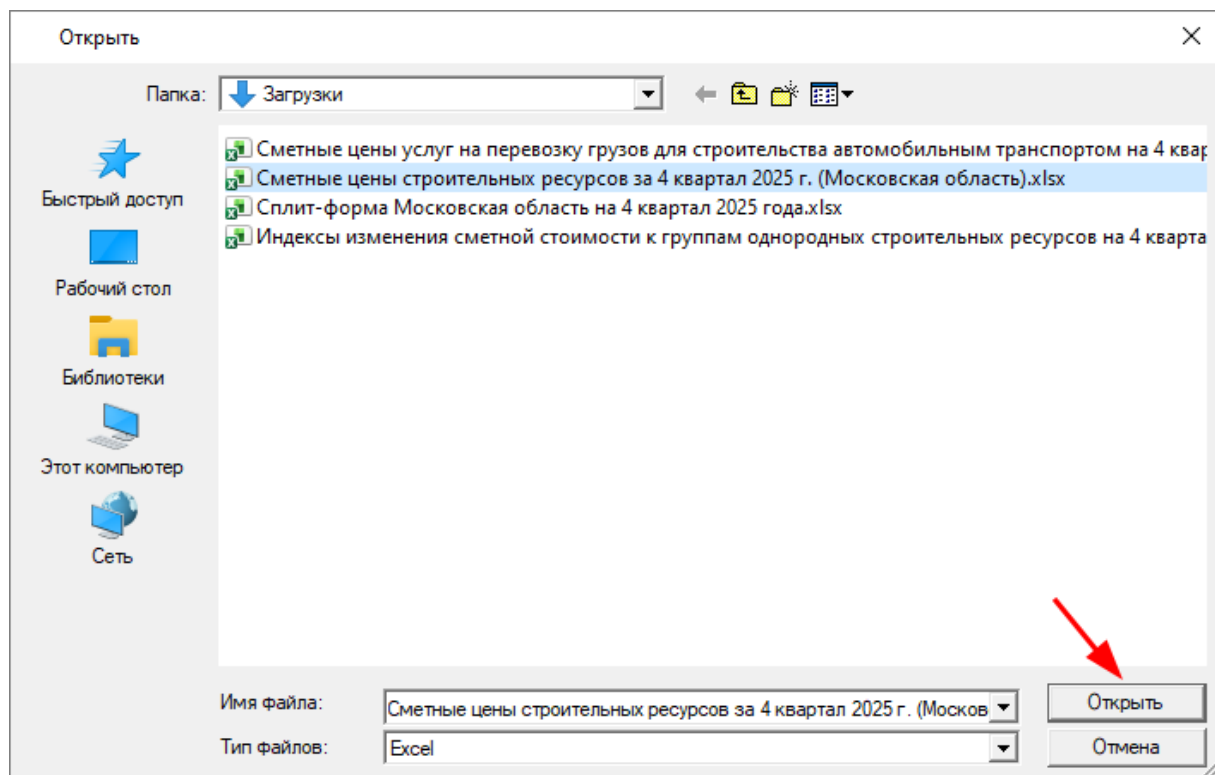 Открыть
Папка: Загрузки
Сметные цены услуг на перевозку грузов для строительства автомобильным транспортом на 4 квар
Сметные цены строительных ресурсов за 4 квартал 2025 г. (Московская область).xlsx
Сплит-форма Московская область на 4 квартал 2025 года.xlsx
Индексы изменения сметной стоимости к группам однородных строительных ресурсов на 4 кварта
Быстрый доступ
Рабочий стол
Библиотеки
Этот компьютер
Сеть
Имя файла: Сметные цены строительных ресурсов за 4 квартал 2025 г. (Москов Открыть
Тип файлов: Excel Отмена